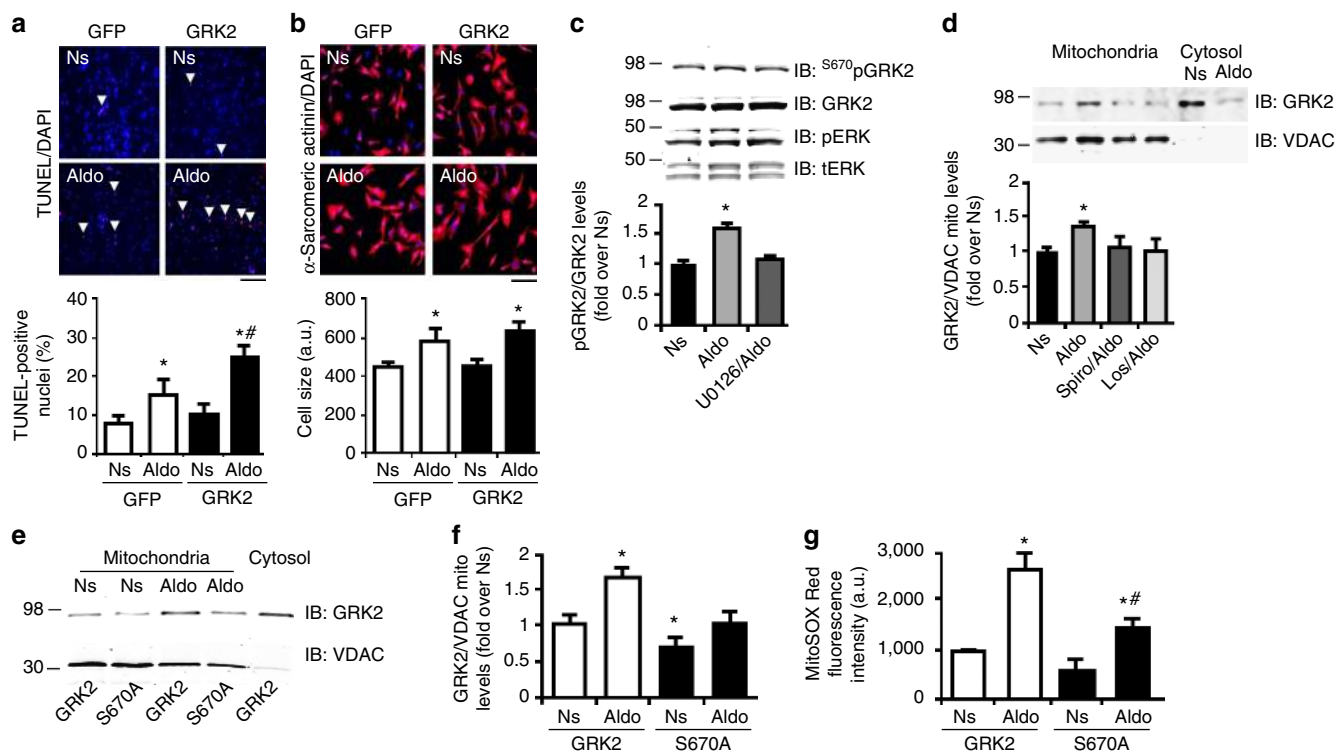 a
GFP GRK2
TUNEL/DAPI
Ns Ns
Aldo Aldo
TUNEL-positive
nuclei (%)
40
30
20
10
0
*
*#
Ns Aldo Ns Aldo
GFP GRK2
b
GFP GRK2
α-Sarcomeric actinin/DAPI
Ns Ns
Aldo Aldo
Cell size (a.u.)
800
600
400
200
0
*
*
Ns Aldo Ns Aldo
GFP GRK2
c
98
IB: S670pGRK2
98
IB: GRK2
50
IB: pERK
50
IB: tERK
pGRK2/GRK2 levels
(fold over Ns)
2
1.5
1
0.5
0
*
Ns Aldo U0126/Aldo
d
Mitochondria Cytosol
Ns Aldo
98
IB: GRK2
30
IB: VDAC
GRK2/VDAC mito levels
(fold over Ns)
2
1.5
1
0.5
0
*
Ns Aldo Spiro/Aldo Los/Aldo
e
Mitochondria Cytosol
Ns Ns Aldo Aldo
98
IB: GRK2
30
IB: VDAC
GRK2 S670A GRK2 S670A GRK2
f
GRK2/VDAC mito
levels (fold over Ns)
2
1.5
1
0.5
0
*
*
Ns Aldo Ns Aldo
GRK2 S670A
g
MitoSOX Red
fluorescence
intensity (a.u.)
3,000
2,000
1,000
0
*
*#
Ns Aldo Ns Aldo
GRK2 S670A